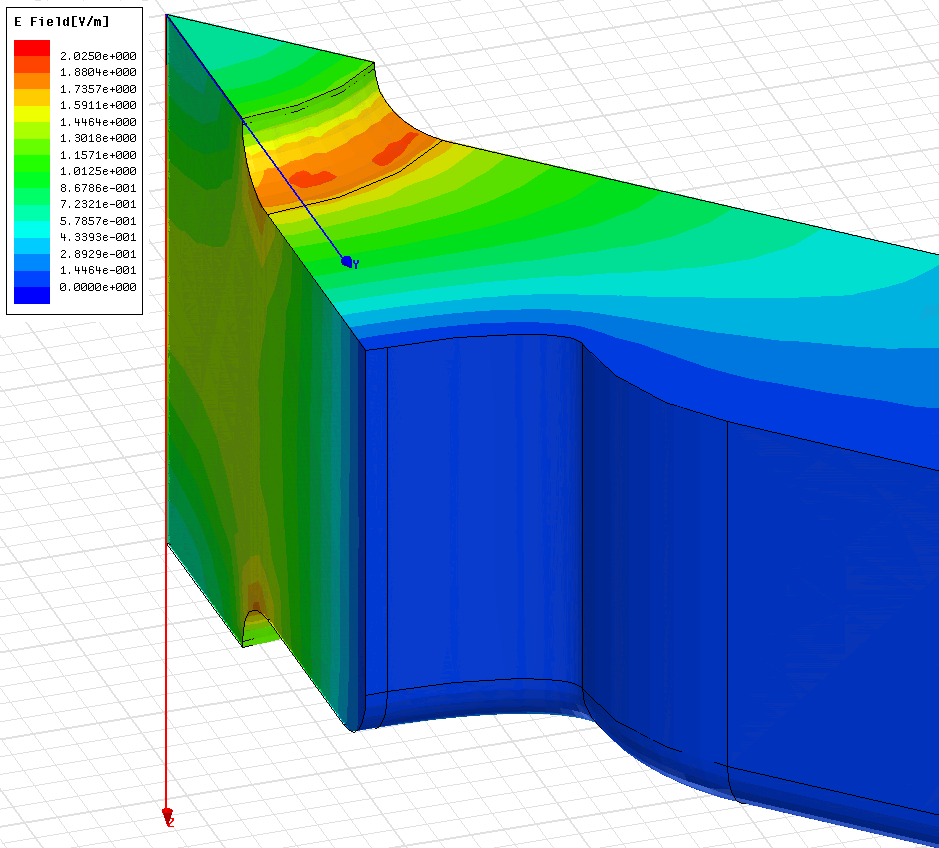 E Field[V/m]
2.0250e+000
1.8804e+000
1.7357e+000
1.5911e+000
1.4464e+000
1.3018e+000
1.1571e+000
1.0125e+000
8.6786e-001
7.2321e-001
5.7857e-001
4.3393e-001
2.8929e-001
1.4464e-001
0.0000e+000
Y
Z